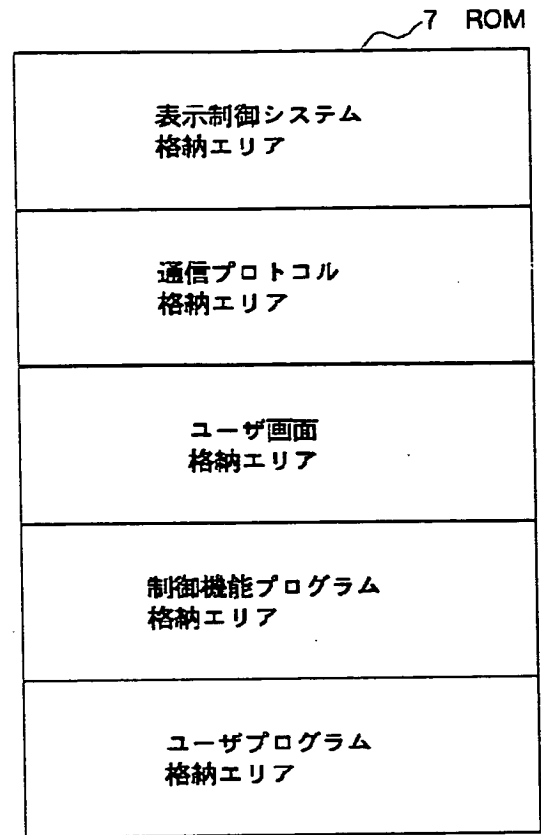 7 ROM
表示制御システム
格納エリア
通信プロトコル
格納エリア
ユーザ画面
格納エリア
制御機能プログラム
格納エリア
ユーザプログラム
格納エリア